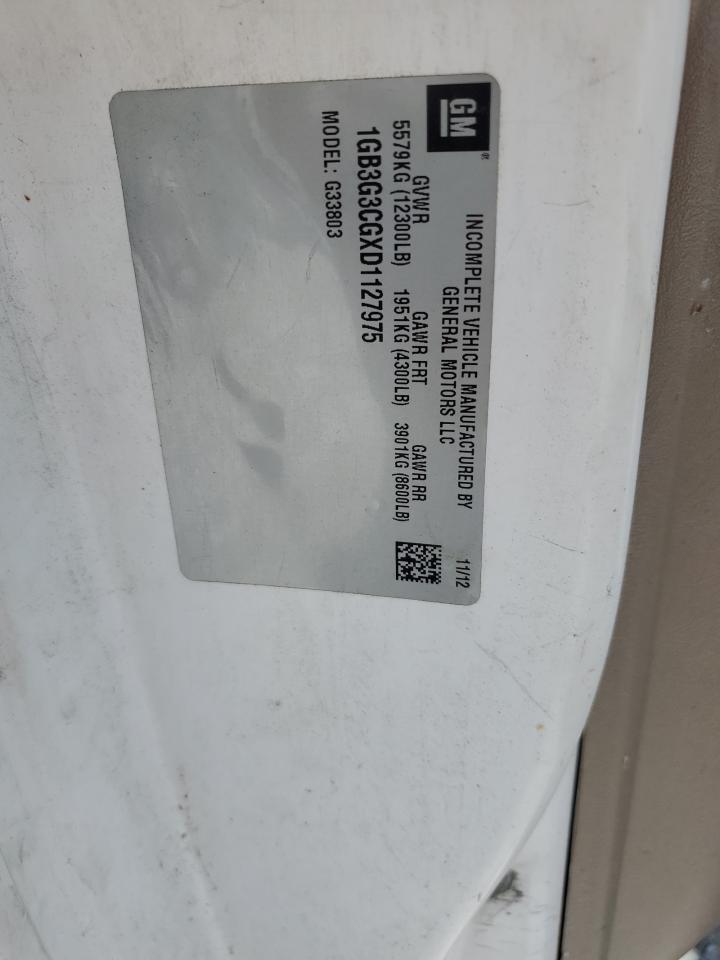 GM ®
INCOMPLETE VEHICLE MANUFACTURED BY
GENERAL MOTORS LLC
11/12
GVWR GAWR FRT GAWR RR
5579KG (12300LB) 1951KG (4300LB) 3901KG (8600LB)
1GB3G3CGXD1127975
MODEL: G33803